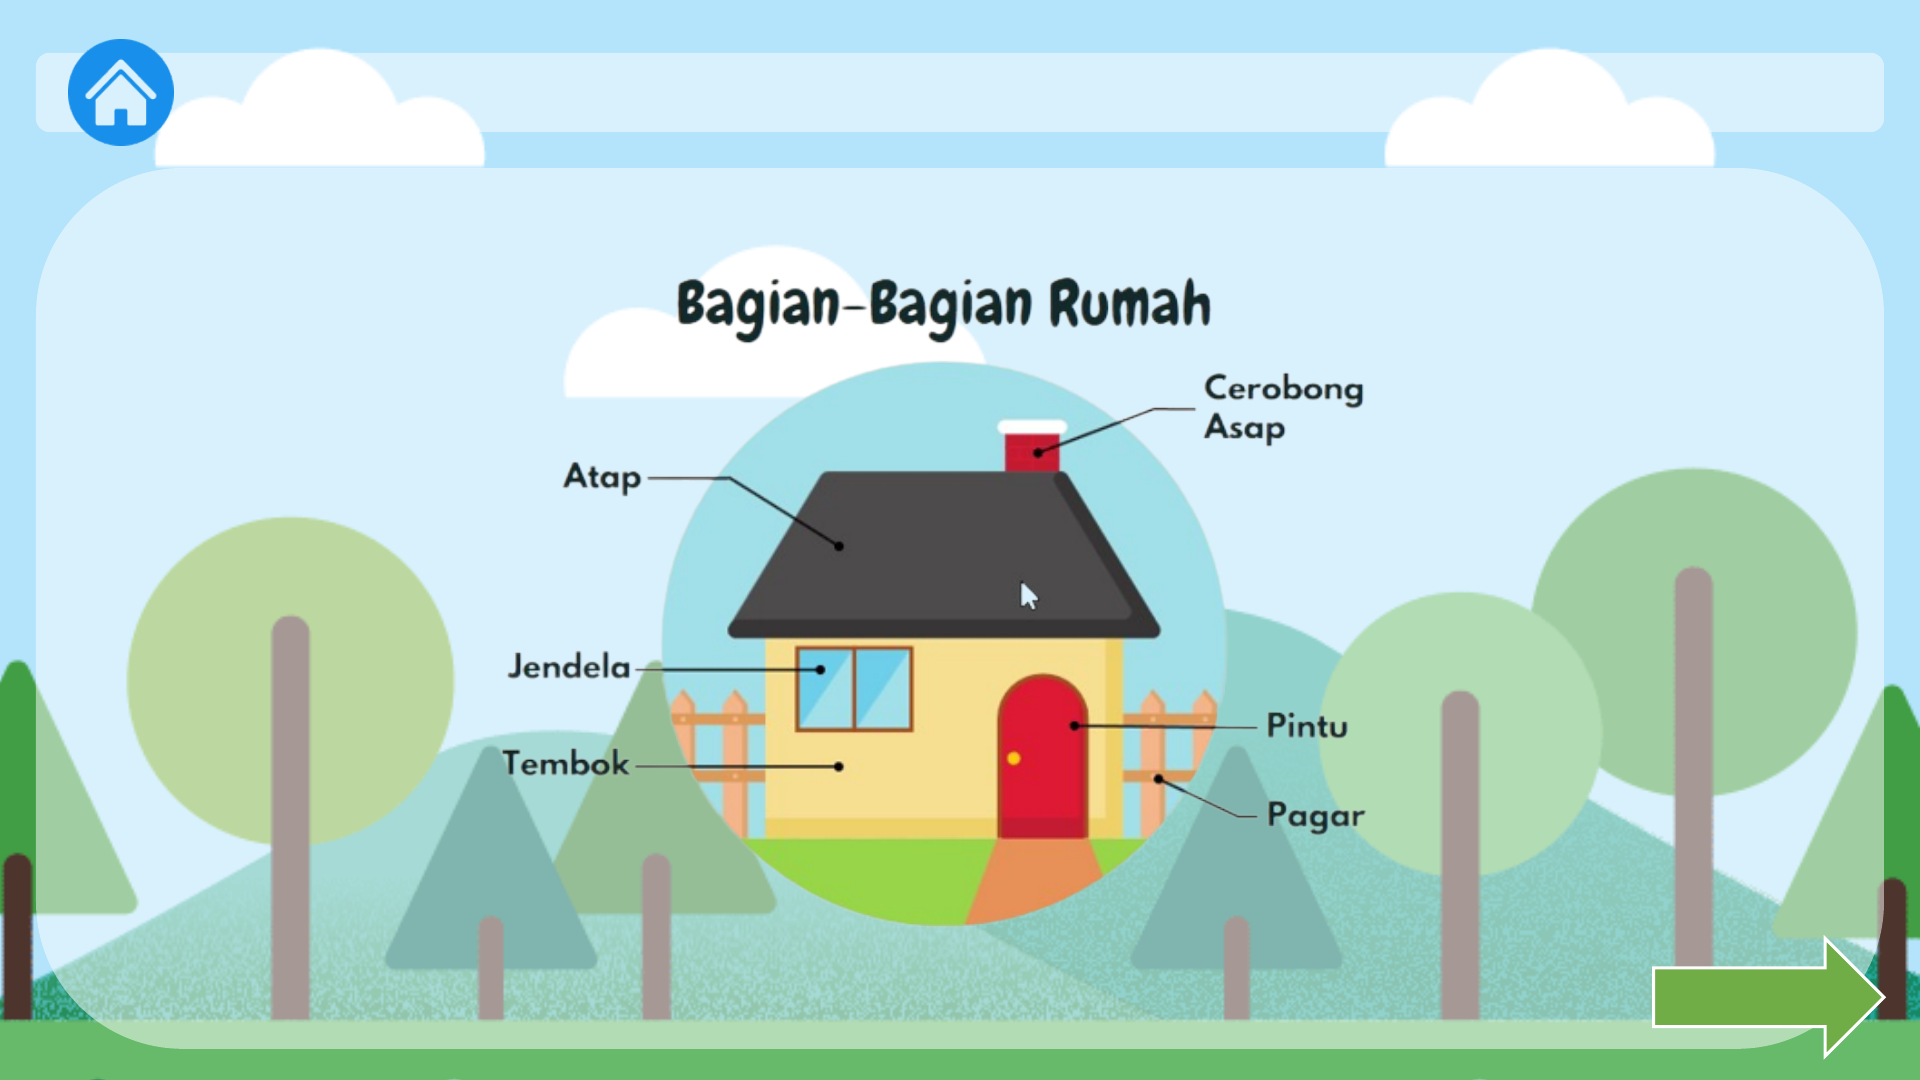 Bagian-Bagian Rumah
Cerobong
Asap
Atap
Jendela
Pintu
Tembok
Pagar